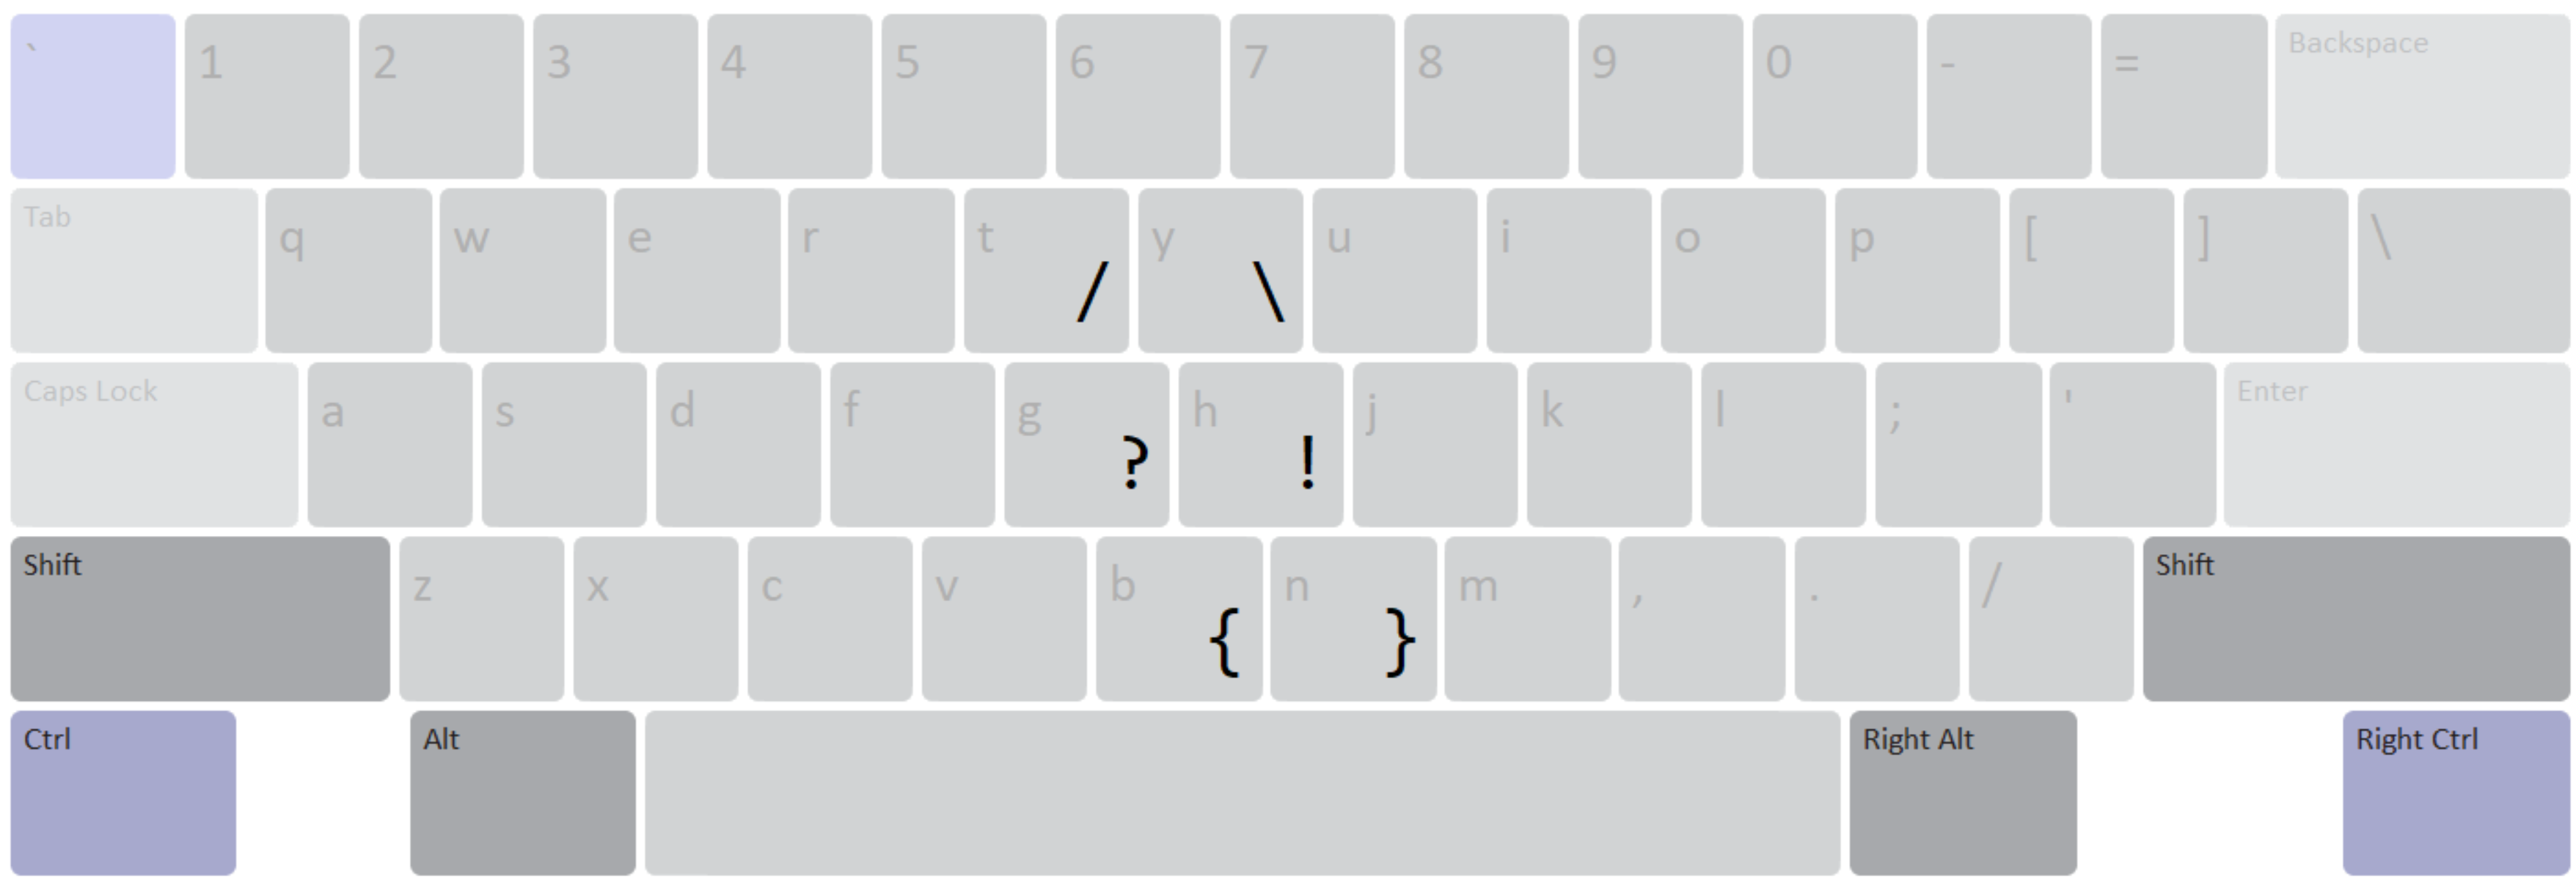 ` 1 2 3 4 5 6 7 8 9 0 - = Backspace
Tab q w e r t / y \ u i o p [ ] \
Caps Lock a s d f g ? h ! j k l ; ' Enter
Shift z x c v b { n } m , . / Shift
Ctrl Alt Right Alt Right Ctrl